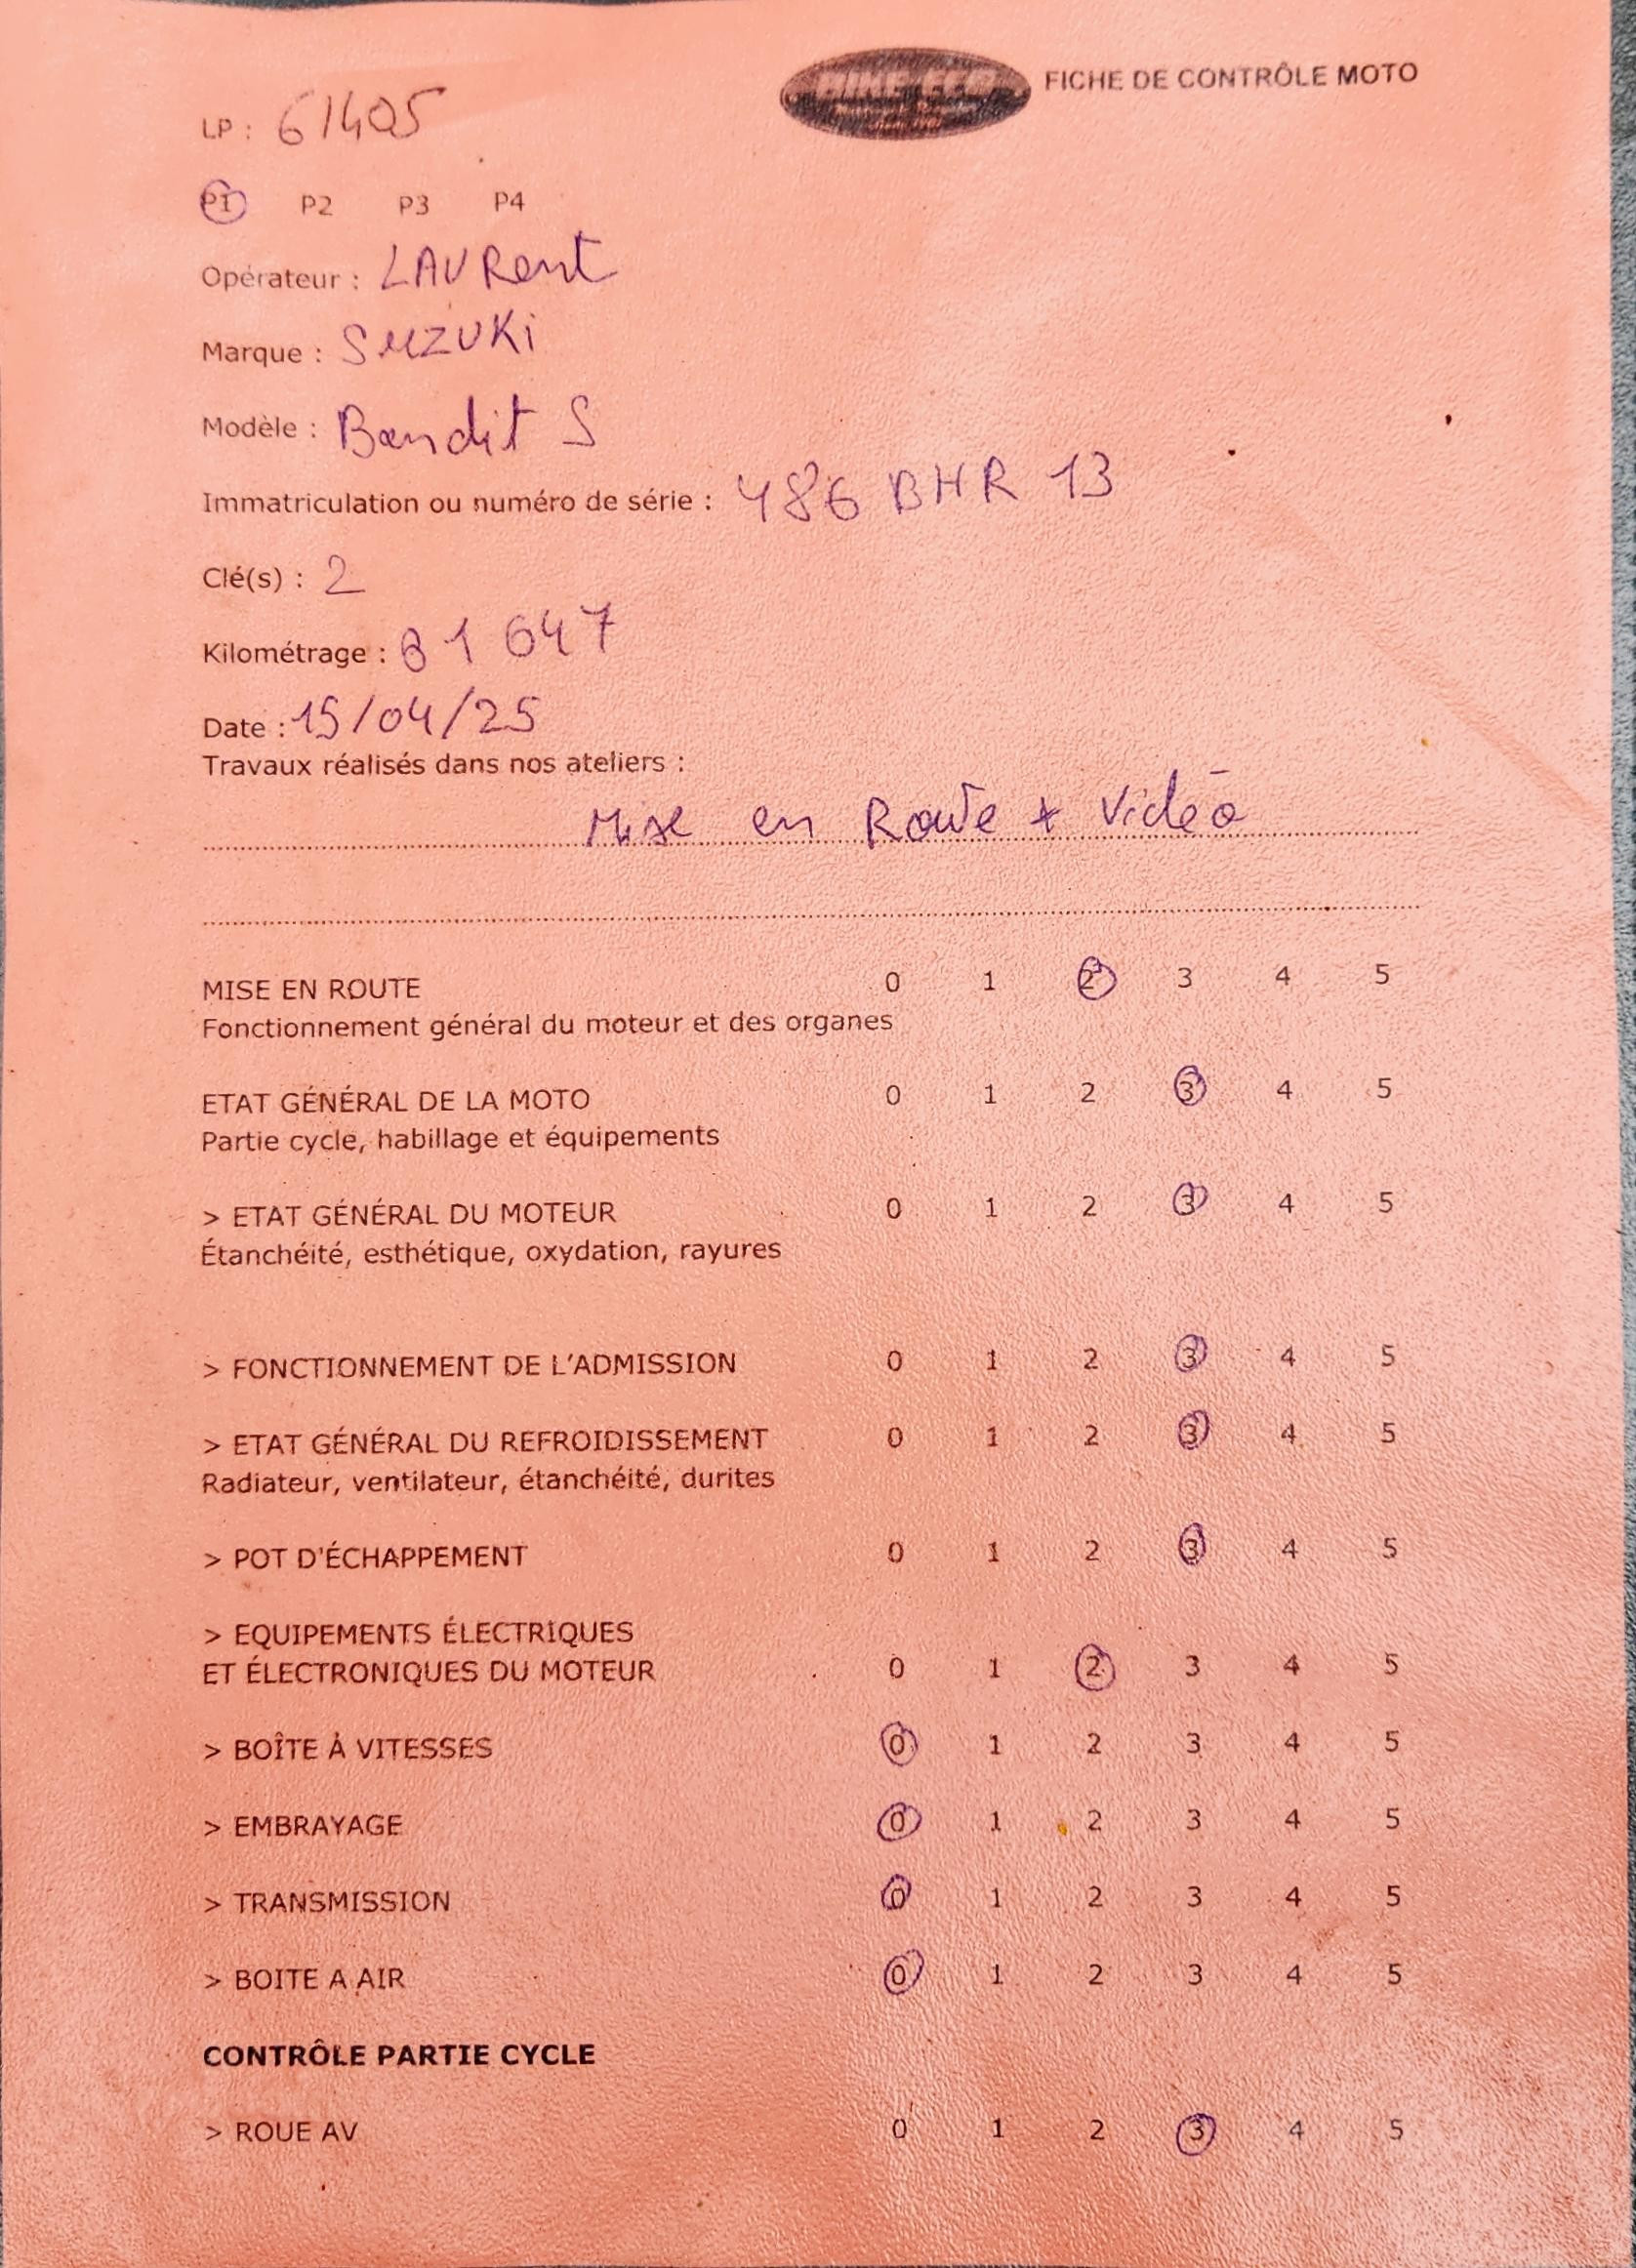 FICHE DE CONTRÔLE MOTO
LP : 61405
P1 P2 P3 P4
Opérateur : LAURent
Marque : SUZUKi
Modèle : Bandit S
Immatriculation ou numéro de série : 486 BHR 13
Clé(s) : 2
Kilométrage : 81 647
Date : 15/04/25
Travaux réalisés dans nos ateliers :
Mise en Route + Vidéo
MISE EN ROUTE 0 1 2 3 4 5
Fonctionnement général du moteur et des organes
ETAT GÉNÉRAL DE LA MOTO 0 1 2 3 4 5
Partie cycle, habillage et équipements
> ETAT GÉNÉRAL DU MOTEUR 0 1 2 3 4 5
Étanchéité, esthétique, oxydation, rayures
> FONCTIONNEMENT DE L'ADMISSION 0 1 2 3 4 5
> ETAT GÉNÉRAL DU REFROIDISSEMENT 0 1 2 3 4 5
Radiateur, ventilateur, étanchéité, durites
> POT D'ÉCHAPPEMENT 0 1 2 3 4 5
> EQUIPEMENTS ÉLECTRIQUES
ET ÉLECTRONIQUES DU MOTEUR 0 1 2 3 4 5
> BOÎTE À VITESSES 0 1 2 3 4 5
> EMBRAYAGE 0 1 2 3 4 5
> TRANSMISSION 0 1 2 3 4 5
> BOITE A AIR 0 1 2 3 4 5
CONTRÔLE PARTIE CYCLE
> ROUE AV 0 1 2 3 4 5